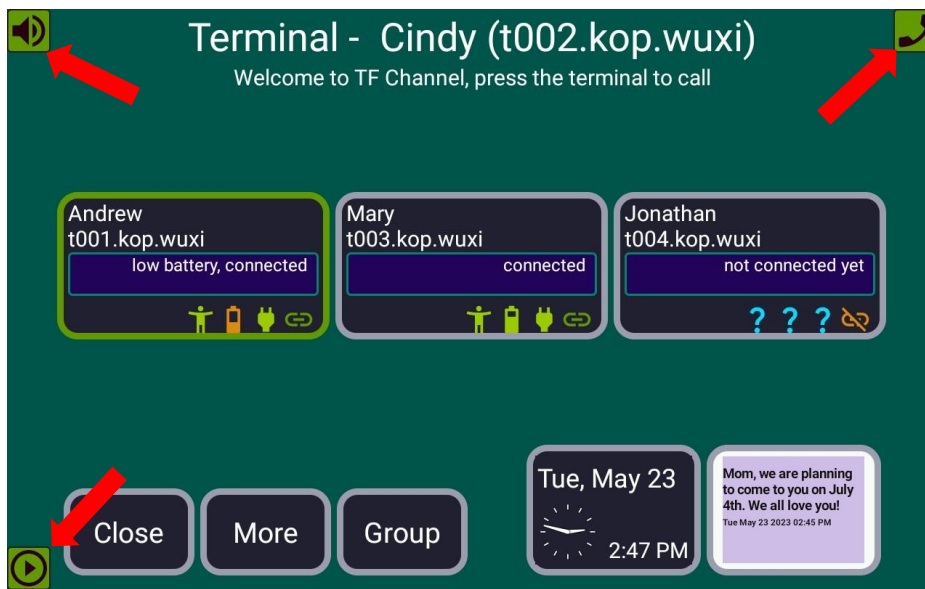 Terminal - Cindy (t002.kop.wuxi)
Welcome to TF Channel, press the terminal to call
Andrew
t001.kop.wuxi
low battery, connected
Mary
t003.kop.wuxi
connected
Jonathan
t004.kop.wuxi
not connected yet
? ? ?
Close
More
Group
Tue, May 23
2:47 PM
Mom, we are planning
to come to you on July
4th. We all love you!
Tue May 23 2023 02:45 PM